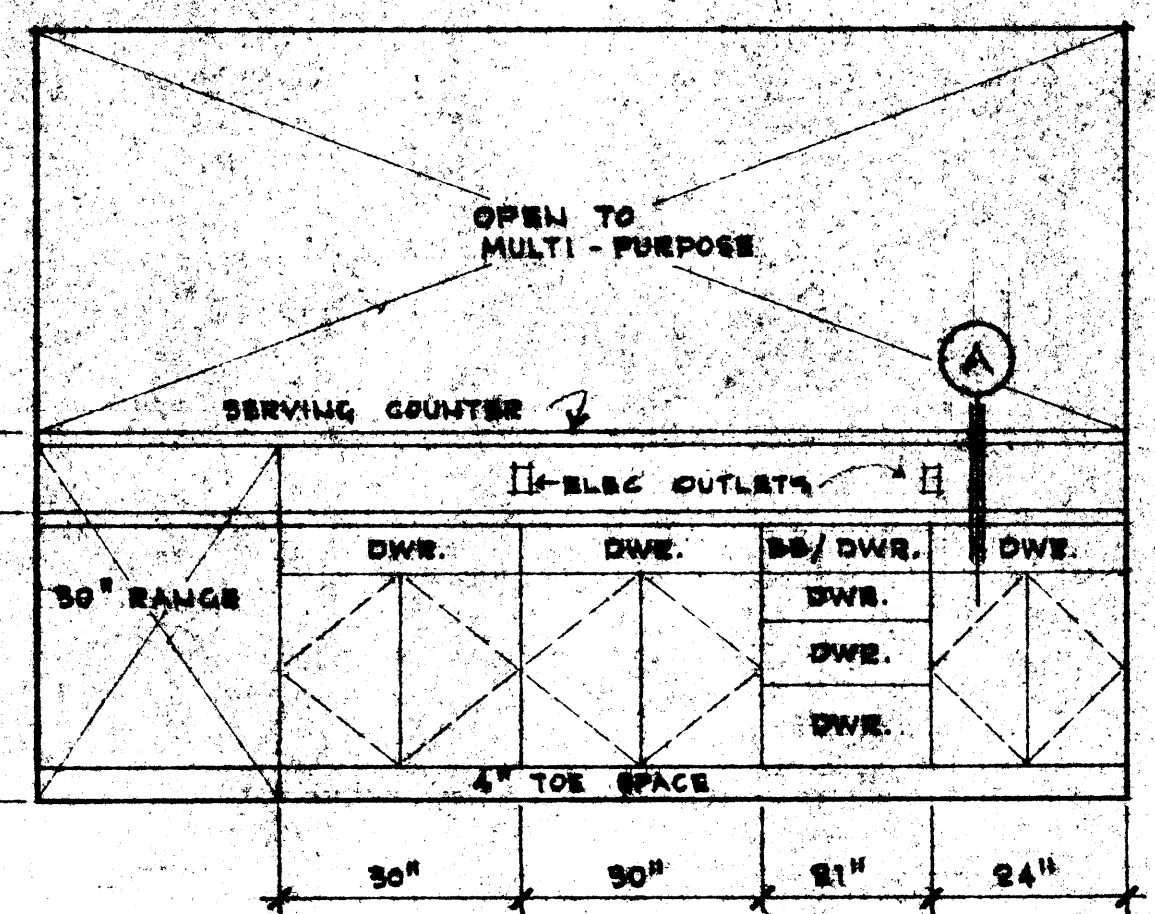 OPEN TO
MULTI - PURPOSE
A
SERVING COUNTER
ELEC OUTLETS
DWR. DWR. BB/ DWR. DWR.
30" RANGE
DWR.
DWR.
DWR.
4" TOE SPACE
30" 30" 21" 24"